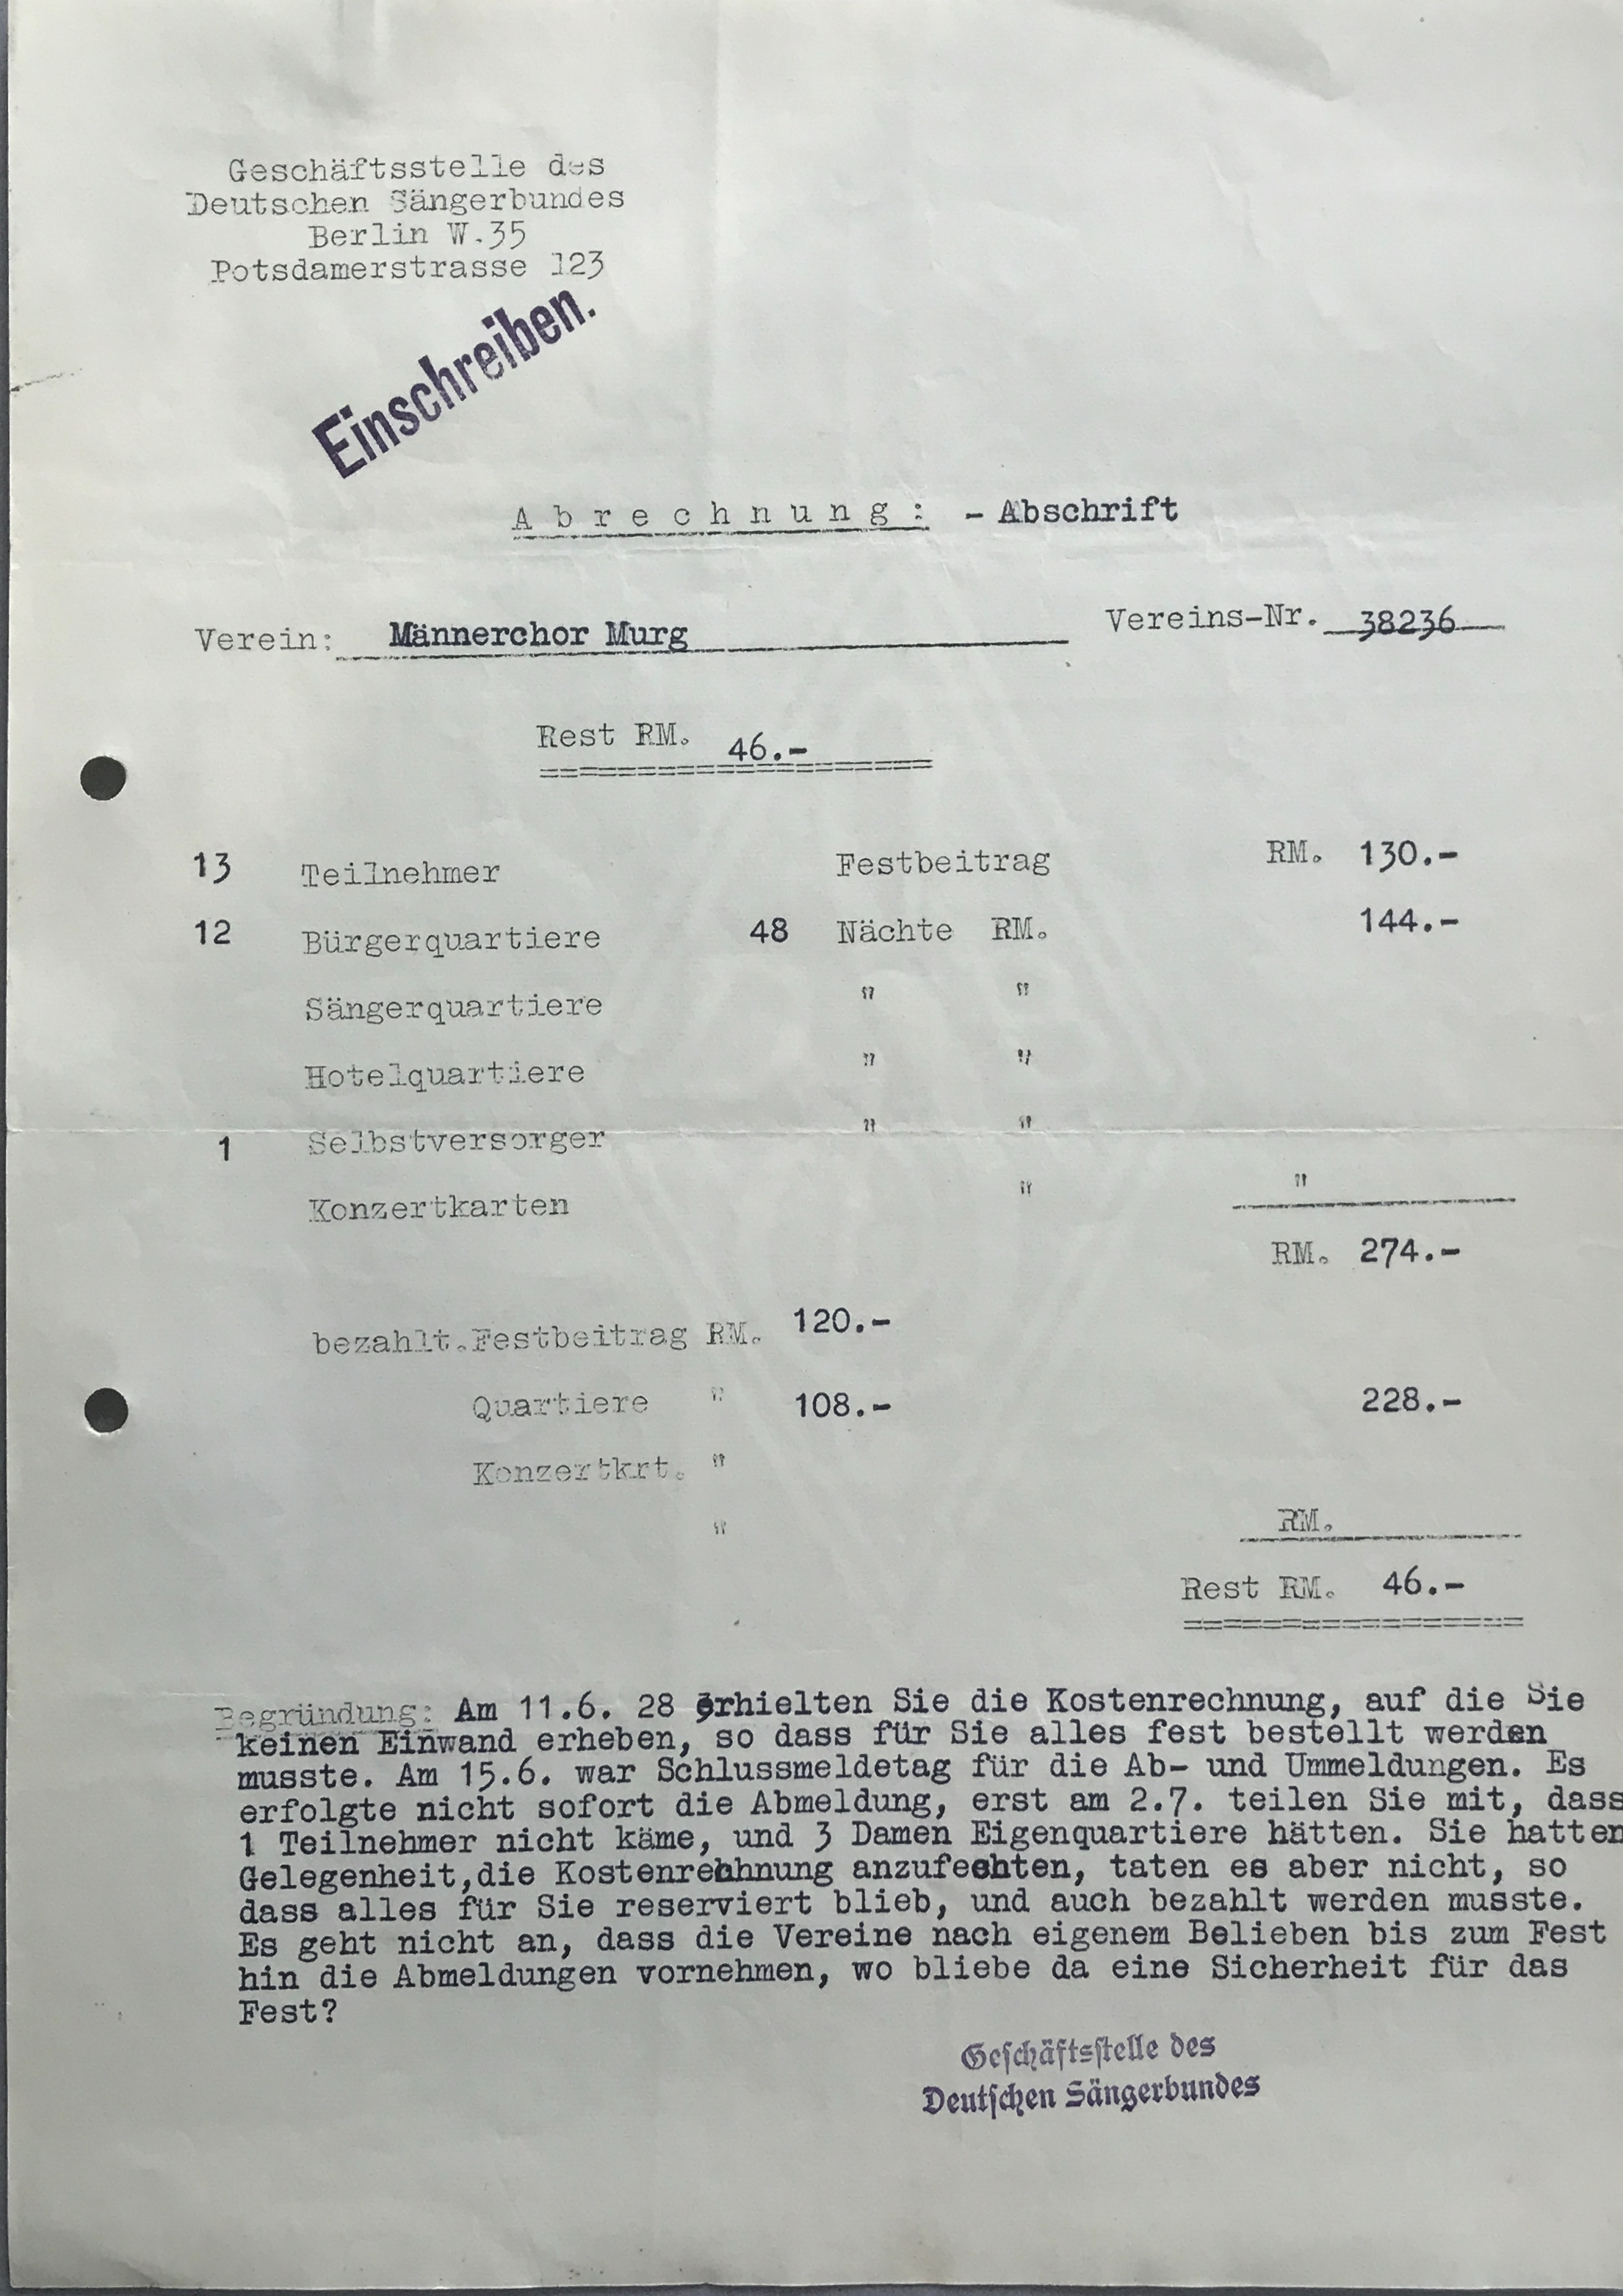 Geschäftsstelle des
Deutschen Sängerbundes
Berlin W.35
Potsdamerstrasse 123
Einschreiben.
Abrechnung: - Abschrift
Verein: Männerchor Murg Vereins-Nr. 38236
Rest RM. 46.-
13 Teilnehmer Festbeitrag RM. 130.-
12 Bürgerquartiere 48 Nächte RM. 144.-
Sängerquartiere " "
Hotelquartiere " "
1 Selbstversorger " "
Konzertkarten " "
RM. 274.-
bezahlt.Festbeitrag RM. 120.-
Quartiere " 108.- 228.-
Konzertkrt. "
"
RM.
Rest RM. 46.-
Begründung: Am 11.6. 28 erhielten Sie die Kostenrechnung, auf die Sie
keinen Einwand erheben, so dass für Sie alles fest bestellt werden
musste. Am 15.6. war Schlussmeldetag für die Ab- und Ummeldungen. Es
erfolgte nicht sofort die Abmeldung, erst am 2.7. teilen Sie mit, dass
1 Teilnehmer nicht käme, und 3 Damen Eigenquartiere hätten. Sie hatten
Gelegenheit,die Kostenrechnung anzufechten, taten es aber nicht, so
dass alles für Sie reserviert blieb, und auch bezahlt werden musste.
Es geht nicht an, dass die Vereine nach eigenem Belieben bis zum Fest
hin die Abmeldungen vornehmen, wo bliebe da eine Sicherheit für das
Fest?
Geschäftsstelle des
Deutschen Sängerbundes